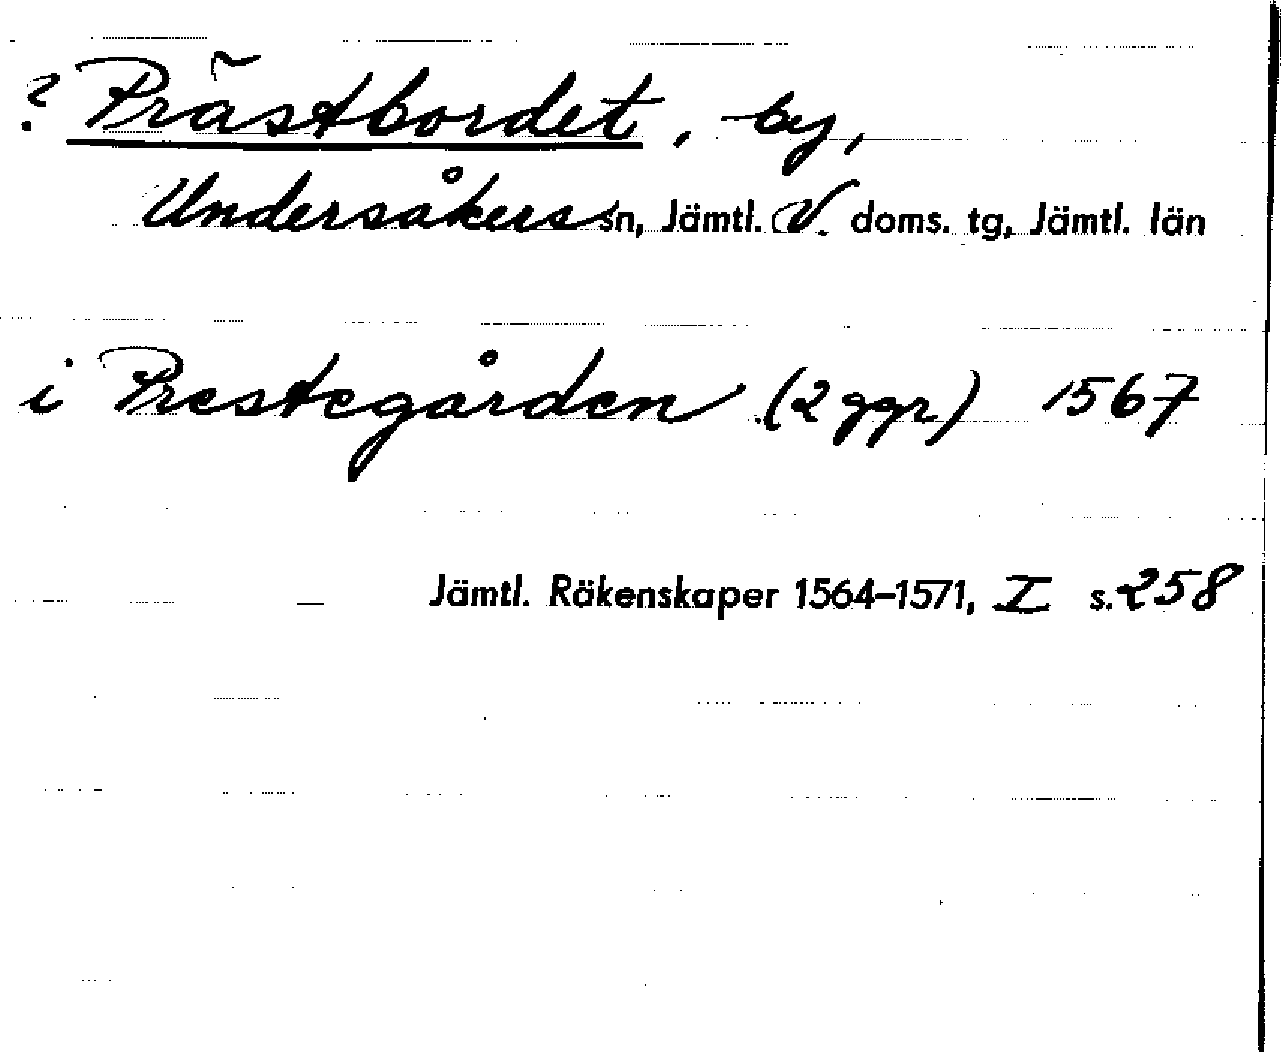 ? Prästbordet, by,
Undersåkers sn, Jämtl. V. doms. tg, Jämtl. län
i Prestegården (2 ggr) 1567
Jämtl. Räkenskaper 1564–1571, I s. 258